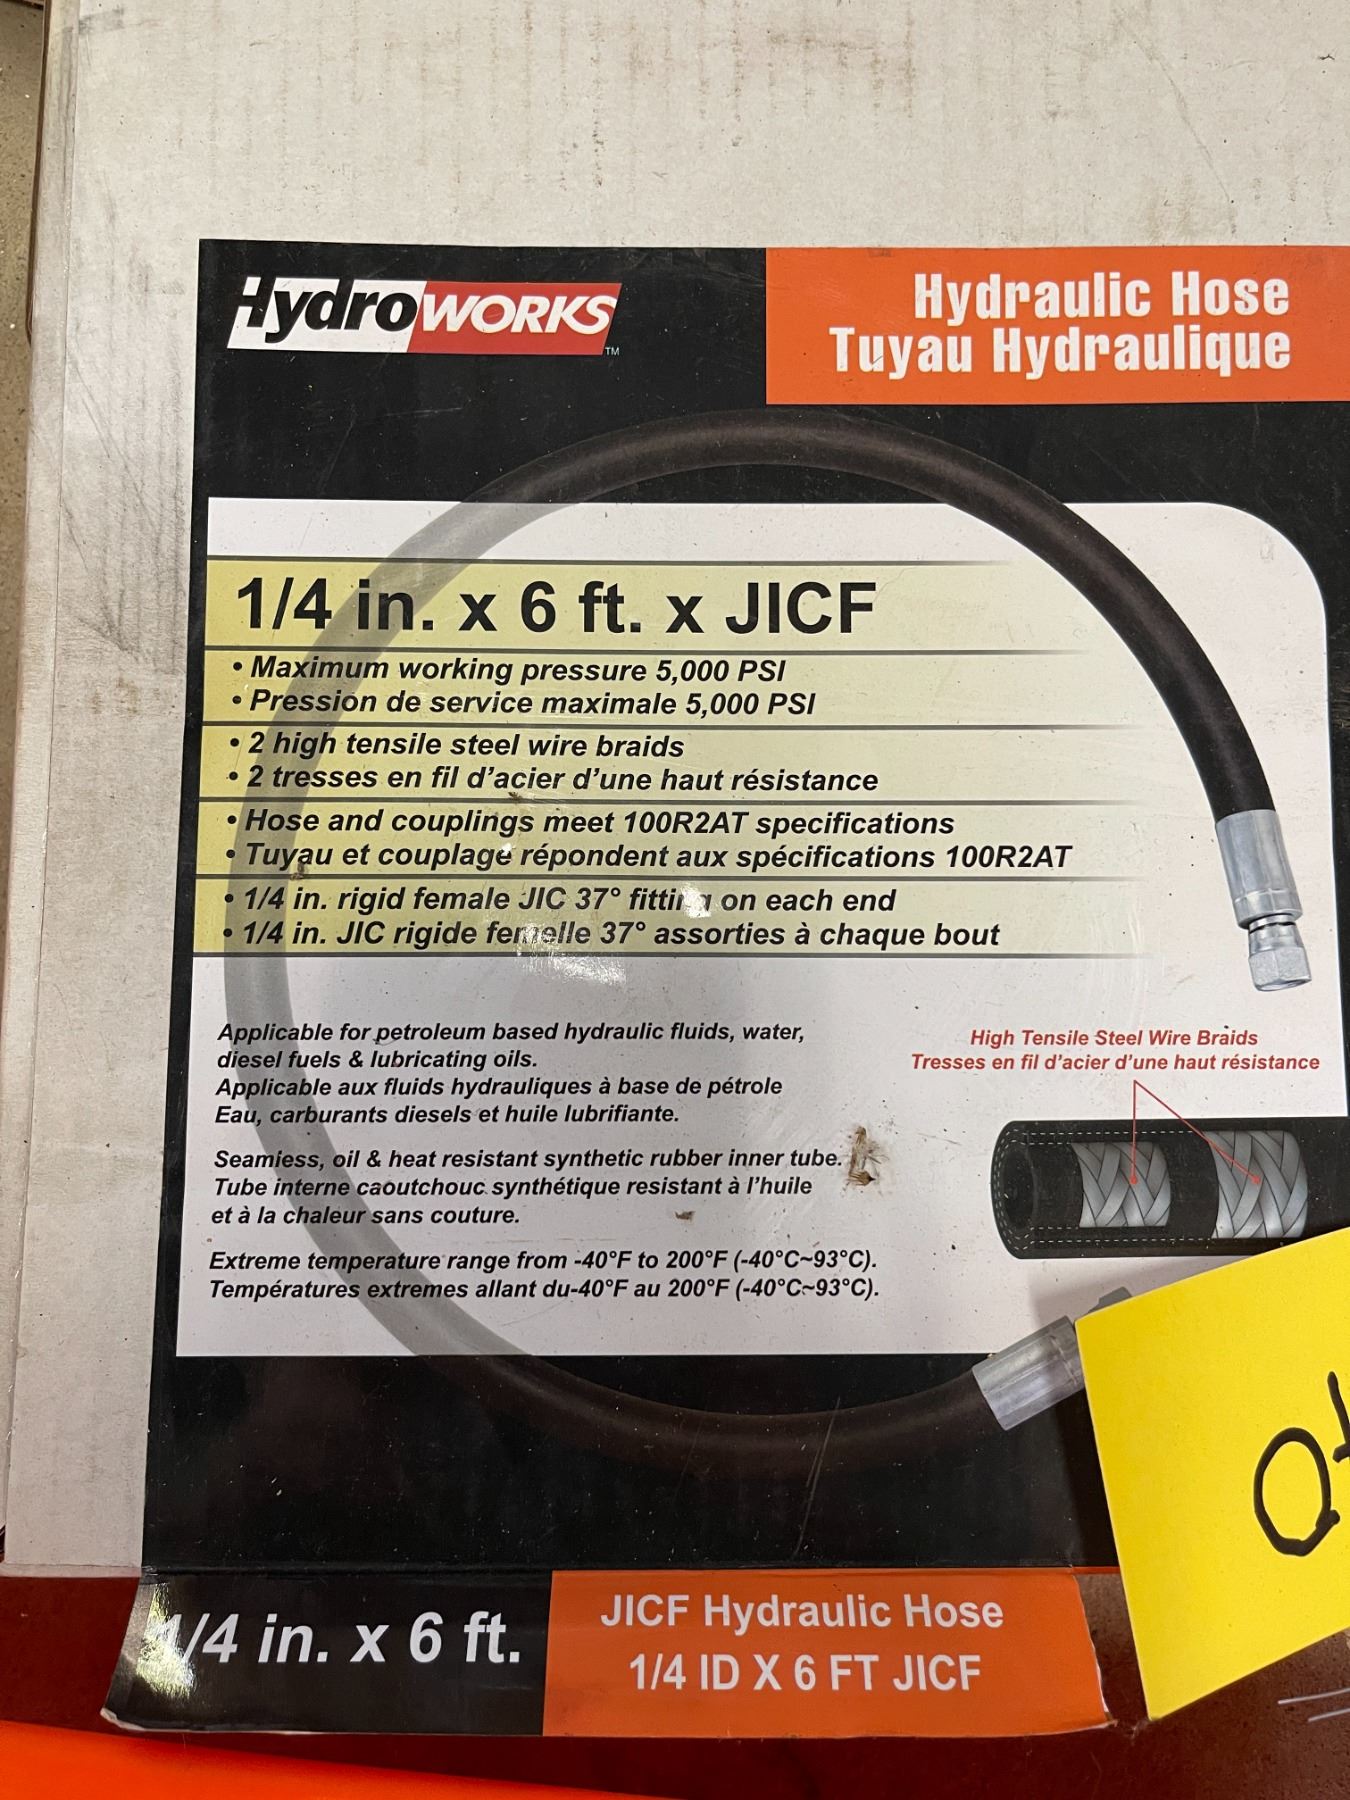 HydroWORKS™
Hydraulic Hose
Tuyau Hydraulique
1/4 in. x 6 ft. x JICF
• Maximum working pressure 5,000 PSI
• Pression de service maximale 5,000 PSI
• 2 high tensile steel wire braids
• 2 tresses en fil d'acier d'une haut résistance
• Hose and couplings meet 100R2AT specifications
• Tuyau et couplage répondent aux spécifications 100R2AT
• 1/4 in. rigid female JIC 37° fitting on each end
• 1/4 in. JIC rigide femelle 37° assorties à chaque bout
Applicable for petroleum based hydraulic fluids, water,
diesel fuels & lubricating oils.
Applicable aux fluids hydrauliques à base de pétrole
Eau, carburants diesels et huile lubrifiante.
Seamiess, oil & heat resistant synthetic rubber inner tube.
Tube interne caoutchouc synthétique resistant à l'huile
et à la chaleur sans couture.
Extreme temperature range from -40°F to 200°F (-40°C~93°C).
Températures extremes allant du-40°F au 200°F (-40°C~93°C).
High Tensile Steel Wire Braids
Tresses en fil d'acier d'une haut résistance
1/4 in. x 6 ft.
JICF Hydraulic Hose
1/4 ID X 6 FT JICF